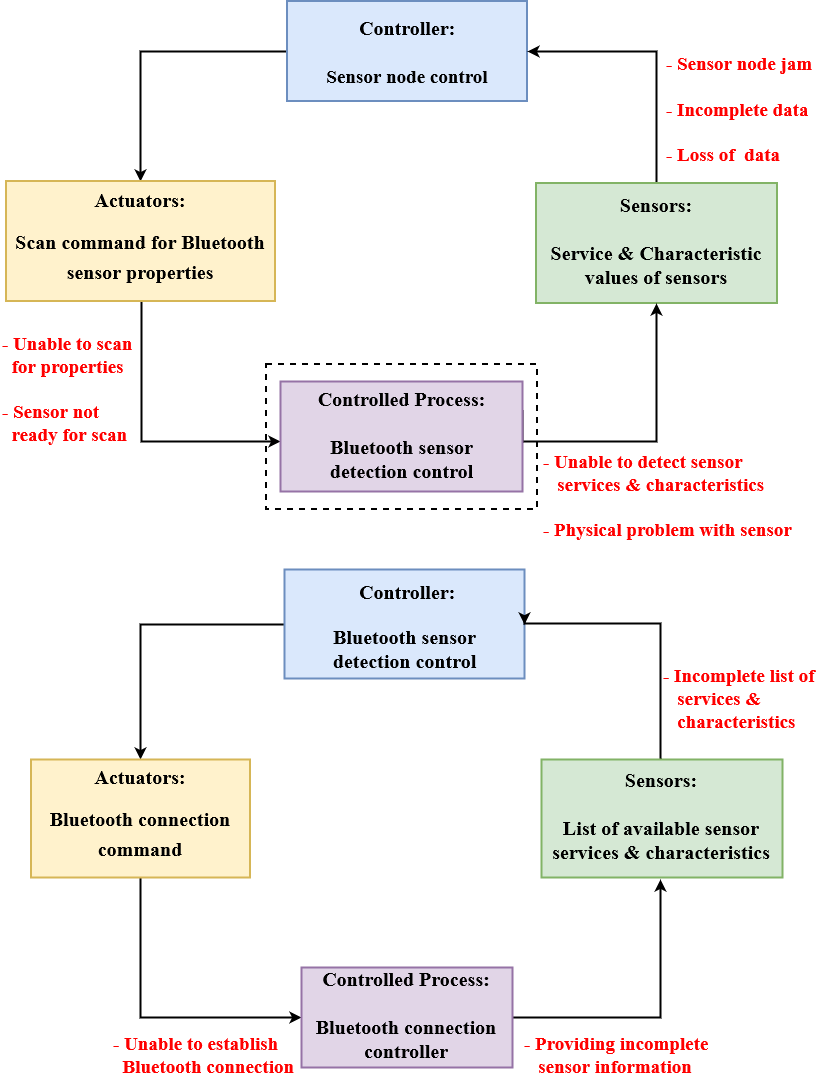 Controller:
Sensor node control
- Sensor node jam
- Incomplete data
- Loss of  data
Actuators:
Scan command for Bluetooth
sensor properties
Sensors:
Service & Characteristic
values of sensors
- Unable to scan
for properties
- Sensor not
ready for scan
Controlled Process:
Bluetooth sensor
detection control
- Unable to detect sensor
services & characteristics
- Physical problem with sensor
Controller:
Bluetooth sensor
detection control
- Incomplete list of
services &
characteristics
Actuators:
Bluetooth connection
command
Sensors:
List of available sensor
services & characteristics
Controlled Process:
Bluetooth connection
controller
- Unable to establish
Bluetooth connection
- Providing incomplete
sensor information